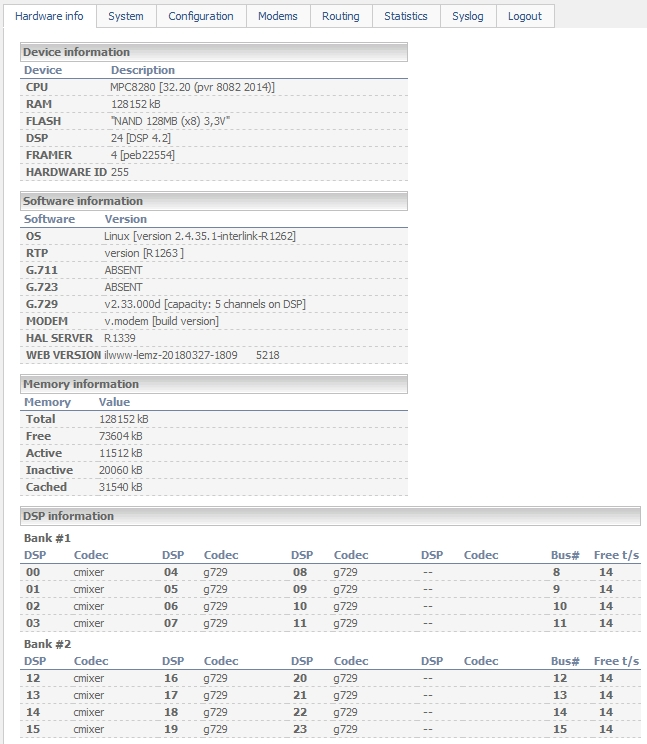 Hardware info System Configuration Modems Routing Statistics Syslog Logout
Device information
Device Description
CPU MPC8280 [32.20 (pvr 8082 2014)]
RAM 128152 kB
FLASH "NAND 128MB (x8) 3,3V"
DSP 24 [DSP 4.2]
FRAMER 4 [peb22554]
HARDWARE ID 255
Software information
Software Version
OS Linux [version 2.4.35.1-interlink-R1262]
RTP version [R1263 ]
G.711 ABSENT
G.723 ABSENT
G.729 v2.33.000d [capacity: 5 channels on DSP]
MODEM v.modem [build version]
HAL SERVER R1339
WEB VERSION ilwww-lemz-20180327-1809 5218
Memory information
Memory Value
Total 128152 kB
Free 73604 kB
Active 11512 kB
Inactive 20060 kB
Cached 31540 kB
DSP information
Bank #1
DSP Codec DSP Codec DSP Codec DSP Codec Bus# Free t/s
00 cmixer 04 g729 08 g729 -- 8 14
01 cmixer 05 g729 09 g729 -- 9 14
02 cmixer 06 g729 10 g729 -- 10 14
03 cmixer 07 g729 11 g729 -- 11 14
Bank #2
DSP Codec DSP Codec DSP Codec DSP Codec Bus# Free t/s
12 cmixer 16 g729 20 g729 -- 12 14
13 cmixer 17 g729 21 g729 -- 13 14
14 cmixer 18 g729 22 g729 -- 14 14
15 cmixer 19 g729 23 g729 -- 15 14